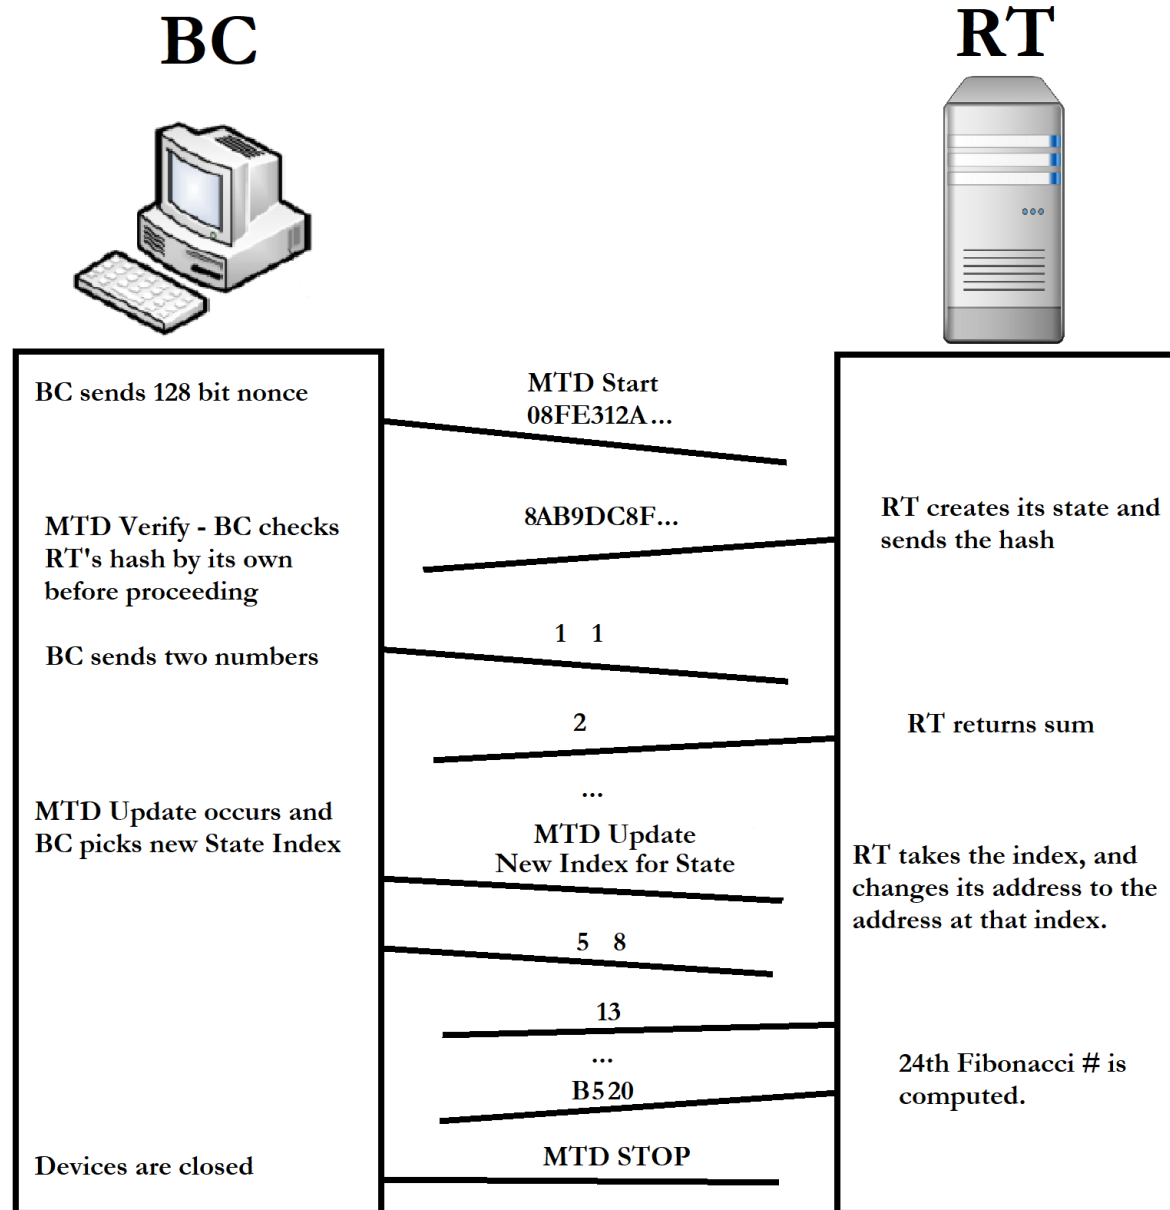 BC
RT
BC sends 128 bit nonce
MTD Start
08FE312A...
8AB9DC8F...
RT creates its state and
sends the hash
MTD Verify - BC checks
RT's hash by its own
before proceeding
BC sends two numbers
1 1
2
RT returns sum
...
MTD Update occurs and
BC picks new State Index
MTD Update
New Index for State
RT takes the index, and
changes its address to the
address at that index.
5 8
13
...
B520
24th Fibonacci # is
computed.
Devices are closed
MTD STOP